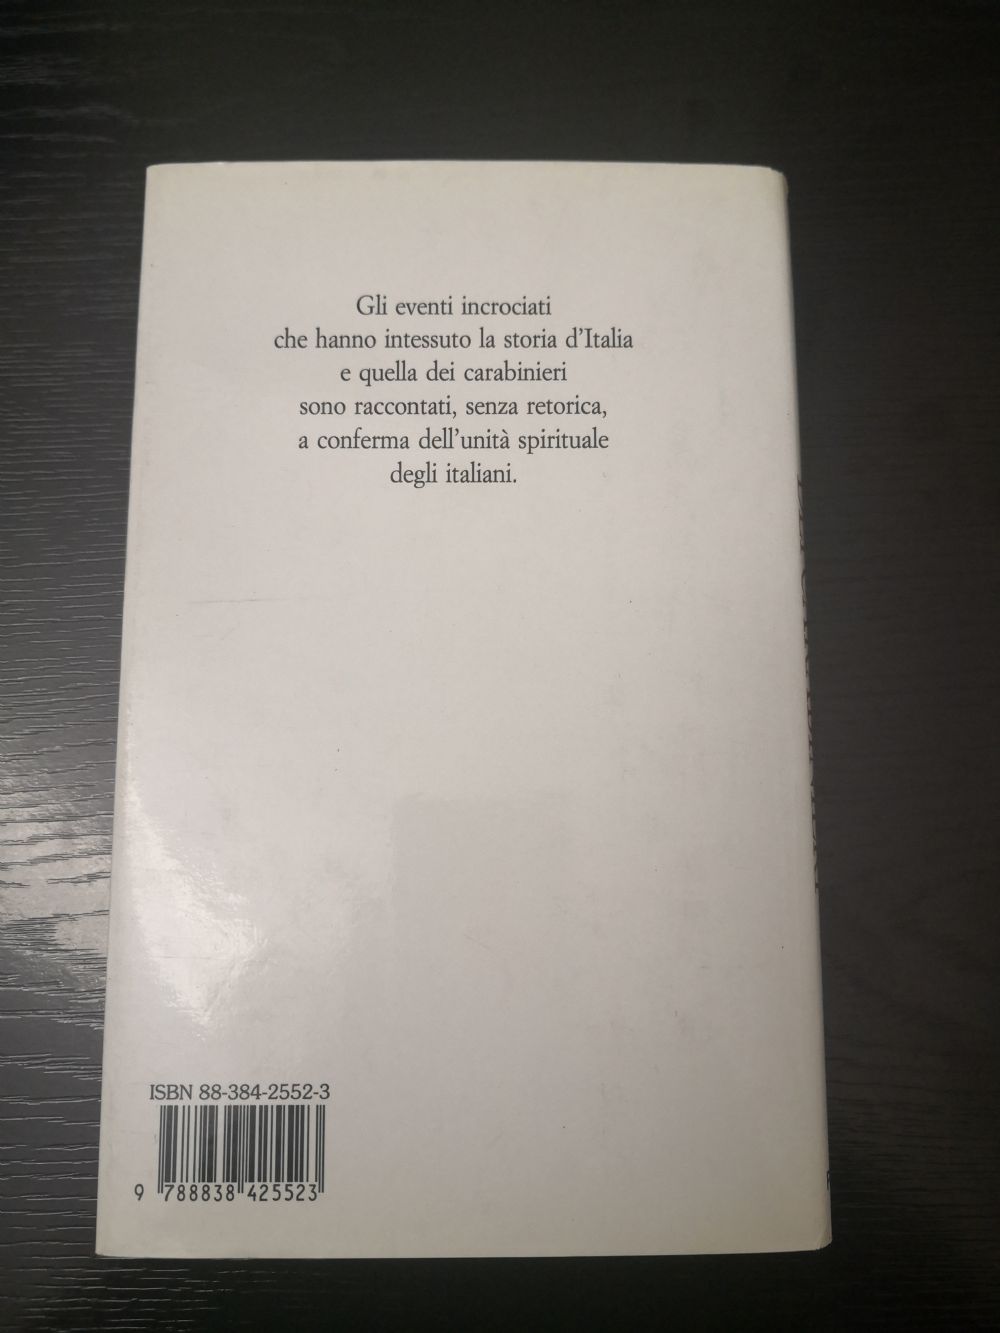 Gli eventi incrociati
che hanno intessuto la storia d'Italia
e quella dei carabinieri
sono raccontati, senza retorica,
a conferma dell'unità spirituale
degli italiani.
ISBN 88-384-2552-3
9 788838 425523